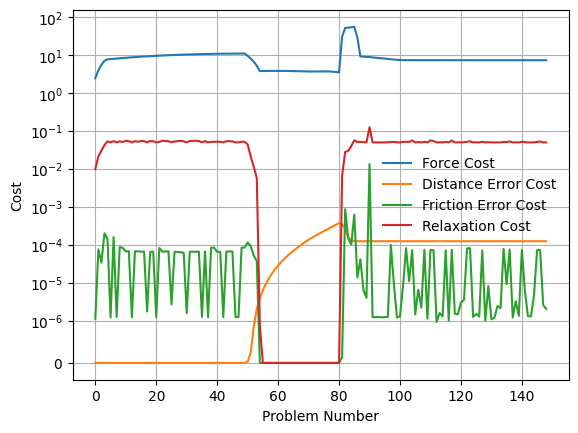 10²
10¹
10⁰
10⁻¹
10⁻²
10⁻³
10⁻⁴
10⁻⁵
10⁻⁶
0
Cost
Force Cost
Distance Error Cost
Friction Error Cost
Relaxation Cost
0 20 40 60 80 100 120 140
Problem Number